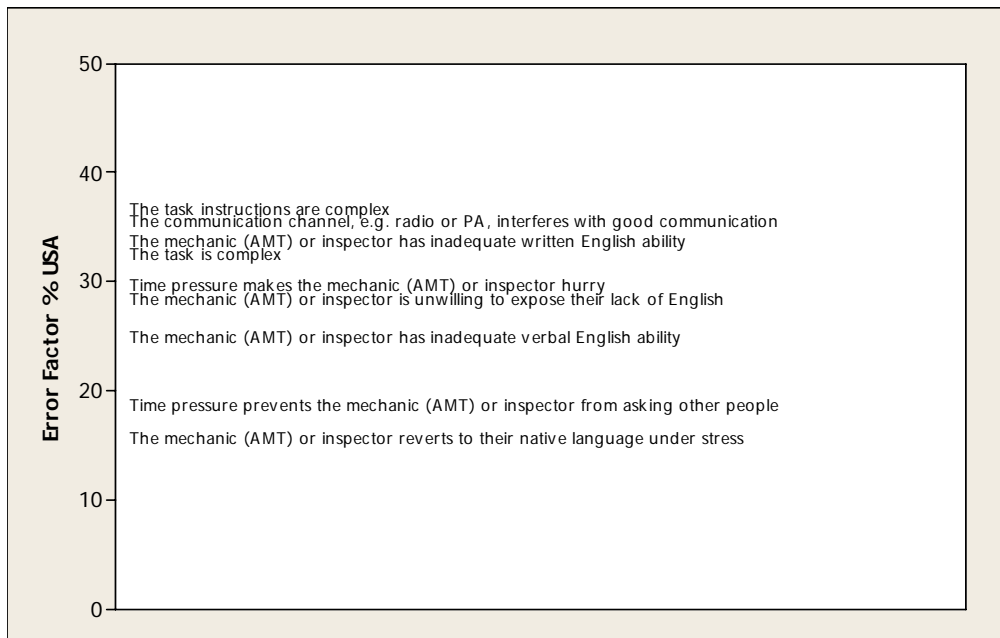 50
40
The task instructions are complex
The communication channel, e.g. radio or PA, interferes with good communication
The mechanic (AMT) or inspector has inadequate written English ability
The task is complex
30
Time pressure makes the mechanic (AMT) or inspector hurry
The mechanic (AMT) or inspector is unwilling to expose their lack of English
The mechanic (AMT) or inspector has inadequate verbal English ability
20
Time pressure prevents the mechanic (AMT) or inspector from asking other people
The mechanic (AMT) or inspector reverts to their native language under stress
10
0
Error Factor % USA